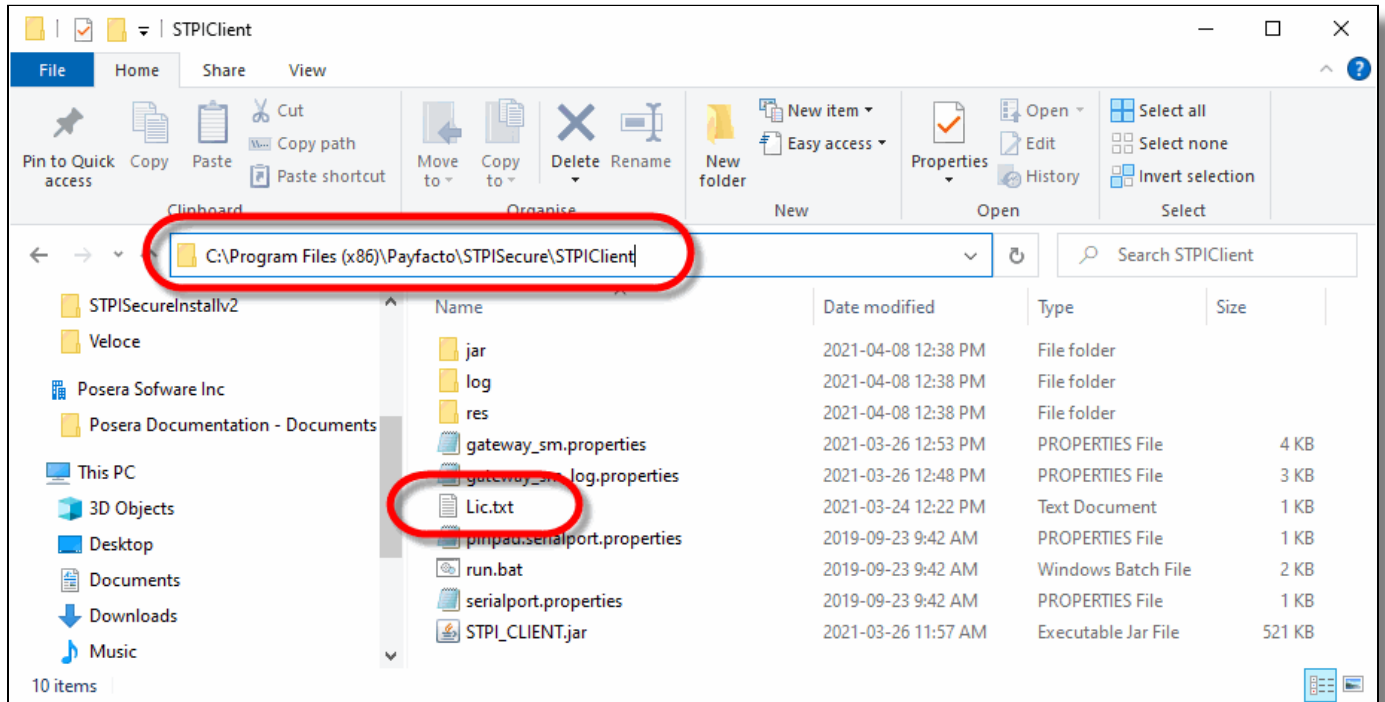 STPIClient
File Home Share View
Pin to Quick access
Copy
Paste
Cut
Copy path
Paste shortcut
Clipboard
Move to
Copy to
Delete
Rename
Organise
New folder
New item
Easy access
New
Properties
Open
Edit
History
Open
Select all
Select none
Invert selection
Select
C:\Program Files (x86)\Payfacto\STPISecure\STPIClient
Search STPIClient
STPISecureInstallv2
Veloce
Posera Sofware Inc
Posera Documentation - Documents
This PC
3D Objects
Desktop
Documents
Downloads
Music
Name Date modified Type Size
jar 2021-04-08 12:38 PM File folder
log 2021-04-08 12:38 PM File folder
res 2021-04-08 12:38 PM File folder
gateway_sm.properties 2021-03-26 12:53 PM PROPERTIES File 4 KB
gateway_sm_log.properties 2021-03-26 12:48 PM PROPERTIES File 3 KB
Lic.txt 2021-03-24 12:22 PM Text Document 1 KB
pinpad.serialport.properties 2019-09-23 9:42 AM PROPERTIES File 1 KB
run.bat 2019-09-23 9:42 AM Windows Batch File 2 KB
serialport.properties 2019-09-23 9:42 AM PROPERTIES File 1 KB
STPI_CLIENT.jar 2021-03-26 11:57 AM Executable Jar File 521 KB
10 items